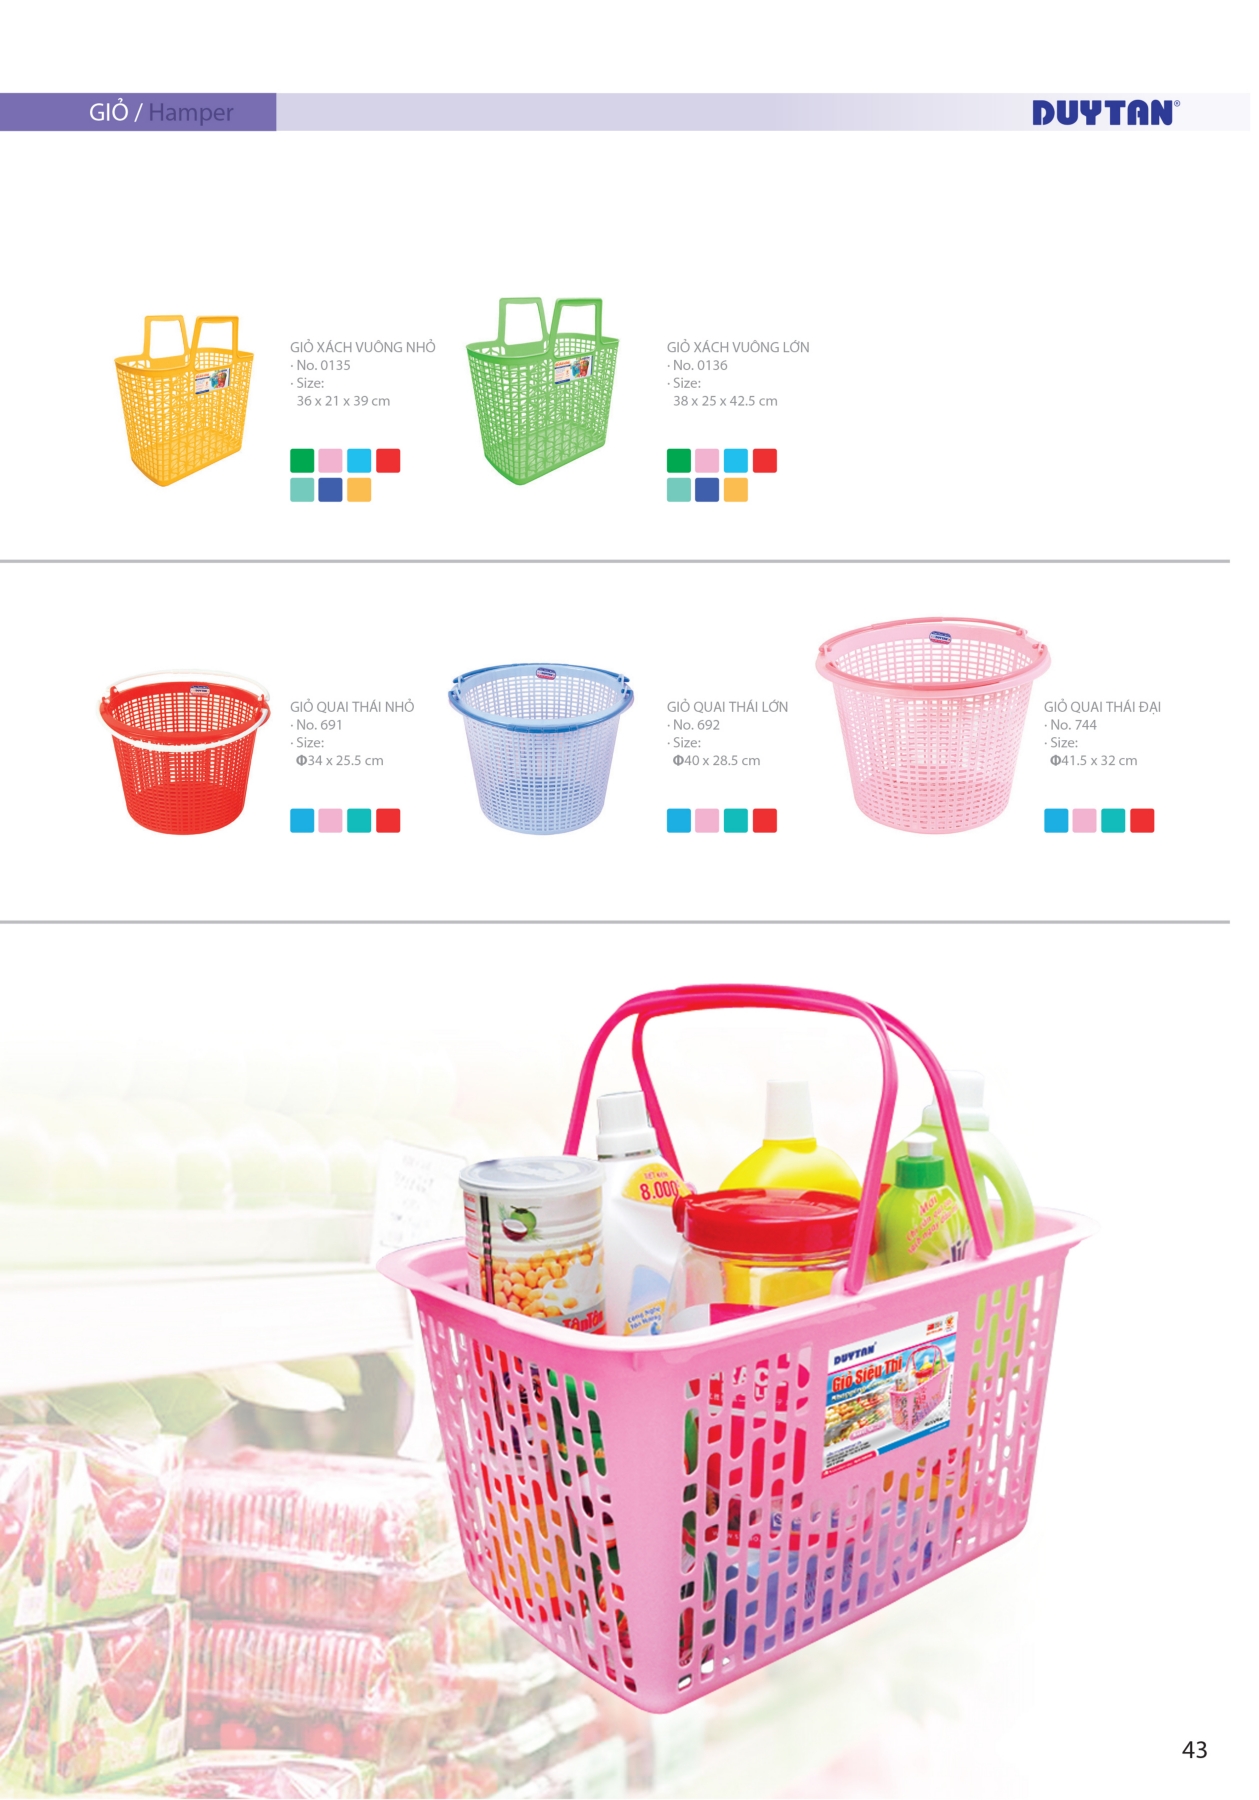 GIỎ / Hamper
DUYTAN®
GIỎ XÁCH VUÔNG NHỎ
· No. 0135
· Size:
36 x 21 x 39 cm
GIỎ XÁCH VUÔNG LỚN
· No. 0136
· Size:
38 x 25 x 42.5 cm
GIỎ QUAI THÁI NHỎ
· No. 691
· Size:
Φ34 x 25.5 cm
GIỎ QUAI THÁI LỚN
· No. 692
· Size:
Φ40 x 28.5 cm
GIỎ QUAI THÁI ĐẠI
· No. 744
· Size:
Φ41.5 x 32 cm
8.000
Mới
DUYTAN
Giỏ Siêu Thị
43